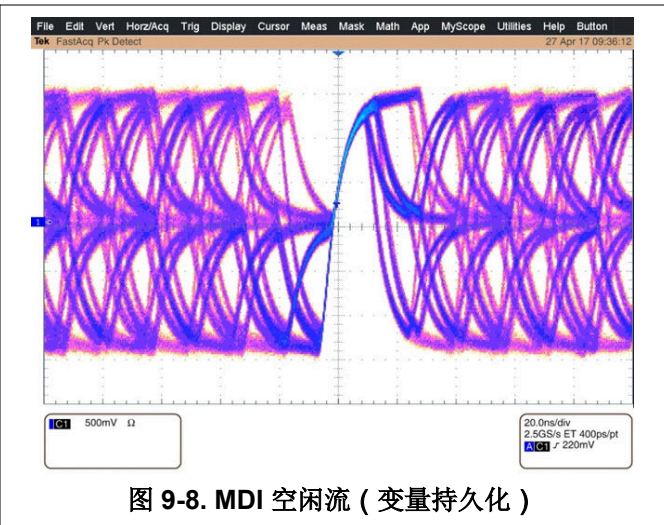 File Edit Vert Horz/Acq Trig Display Cursor Meas Mask Math App MyScope Utilities Help Button
Tek FastAcq Pk Detect 27 Apr 17 09:36:12
1
C1 500mV Ω
20.0ns/div
2.5GS/s ET 400ps/pt
A C1 ∫ 220mV
图 9-8. MDI 空闲流（变量持久化）